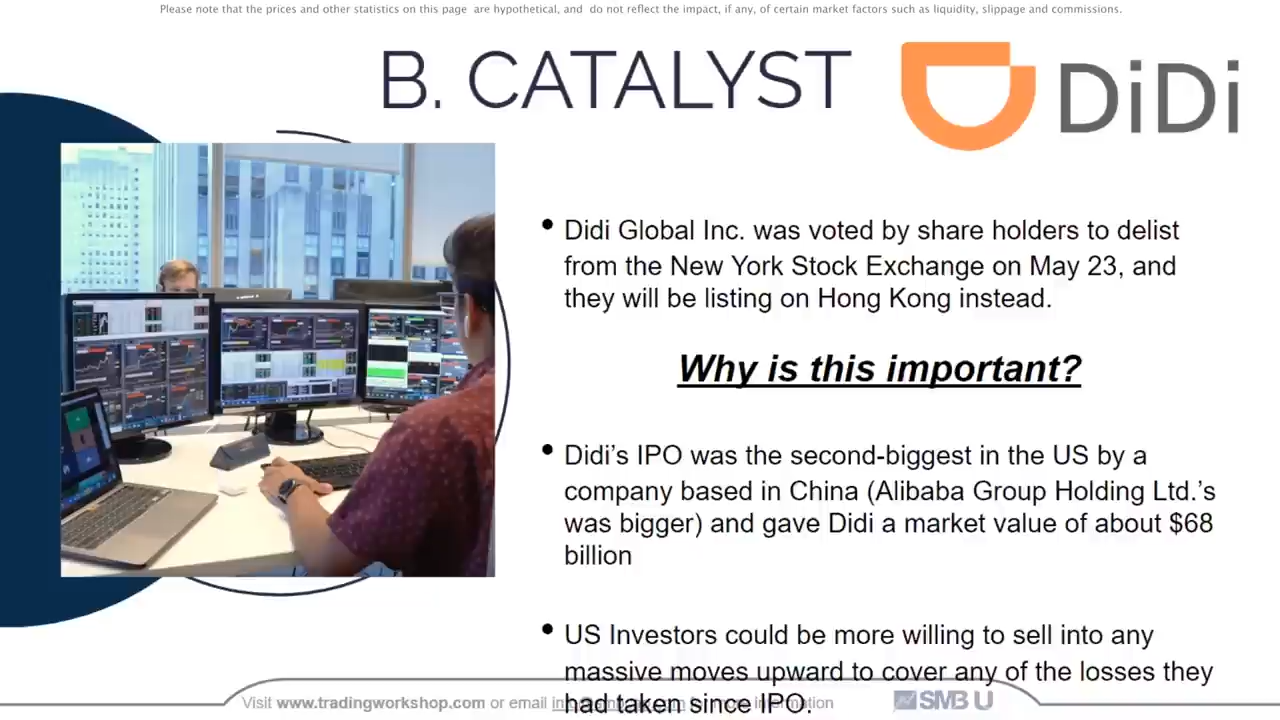 Please note that the prices and other statistics on this page are hypothetical, and do not reflect the impact, if any, of certain market factors such as liquidity, slippage and commissions.
B. CATALYST
DiDi
• Didi Global Inc. was voted by share holders to delist
from the New York Stock Exchange on May 23, and
they will be listing on Hong Kong instead.
Why is this important?
• Didi’s IPO was the second-biggest in the US by a
company based in China (Alibaba Group Holding Ltd.’s
was bigger) and gave Didi a market value of about $68
billion
• US Investors could be more willing to sell into any
massive moves upward to cover any of the losses they
had taken since IPO.
Visit www.tradingworkshop.com or email information
SMB U